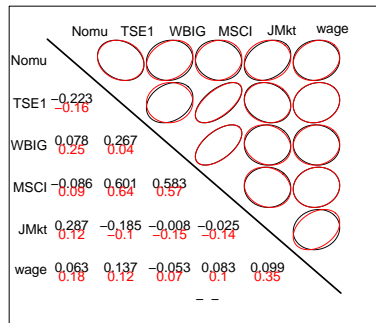 Nomu TSE1 WBIG MSCI JMkt wage
Nomu
TSE1 −0.223
−0.16
WBIG 0.078 0.267
0.25 0.04
MSCI −0.086 0.601 0.583
0.09 0.64 0.57
JMkt 0.287 −0.185 −0.008 −0.025
0.12 −0.1 −0.15 −0.14
wage 0.063 0.137 −0.053 0.083 0.099
0.18 0.12 0.07 0.1 0.35
− −